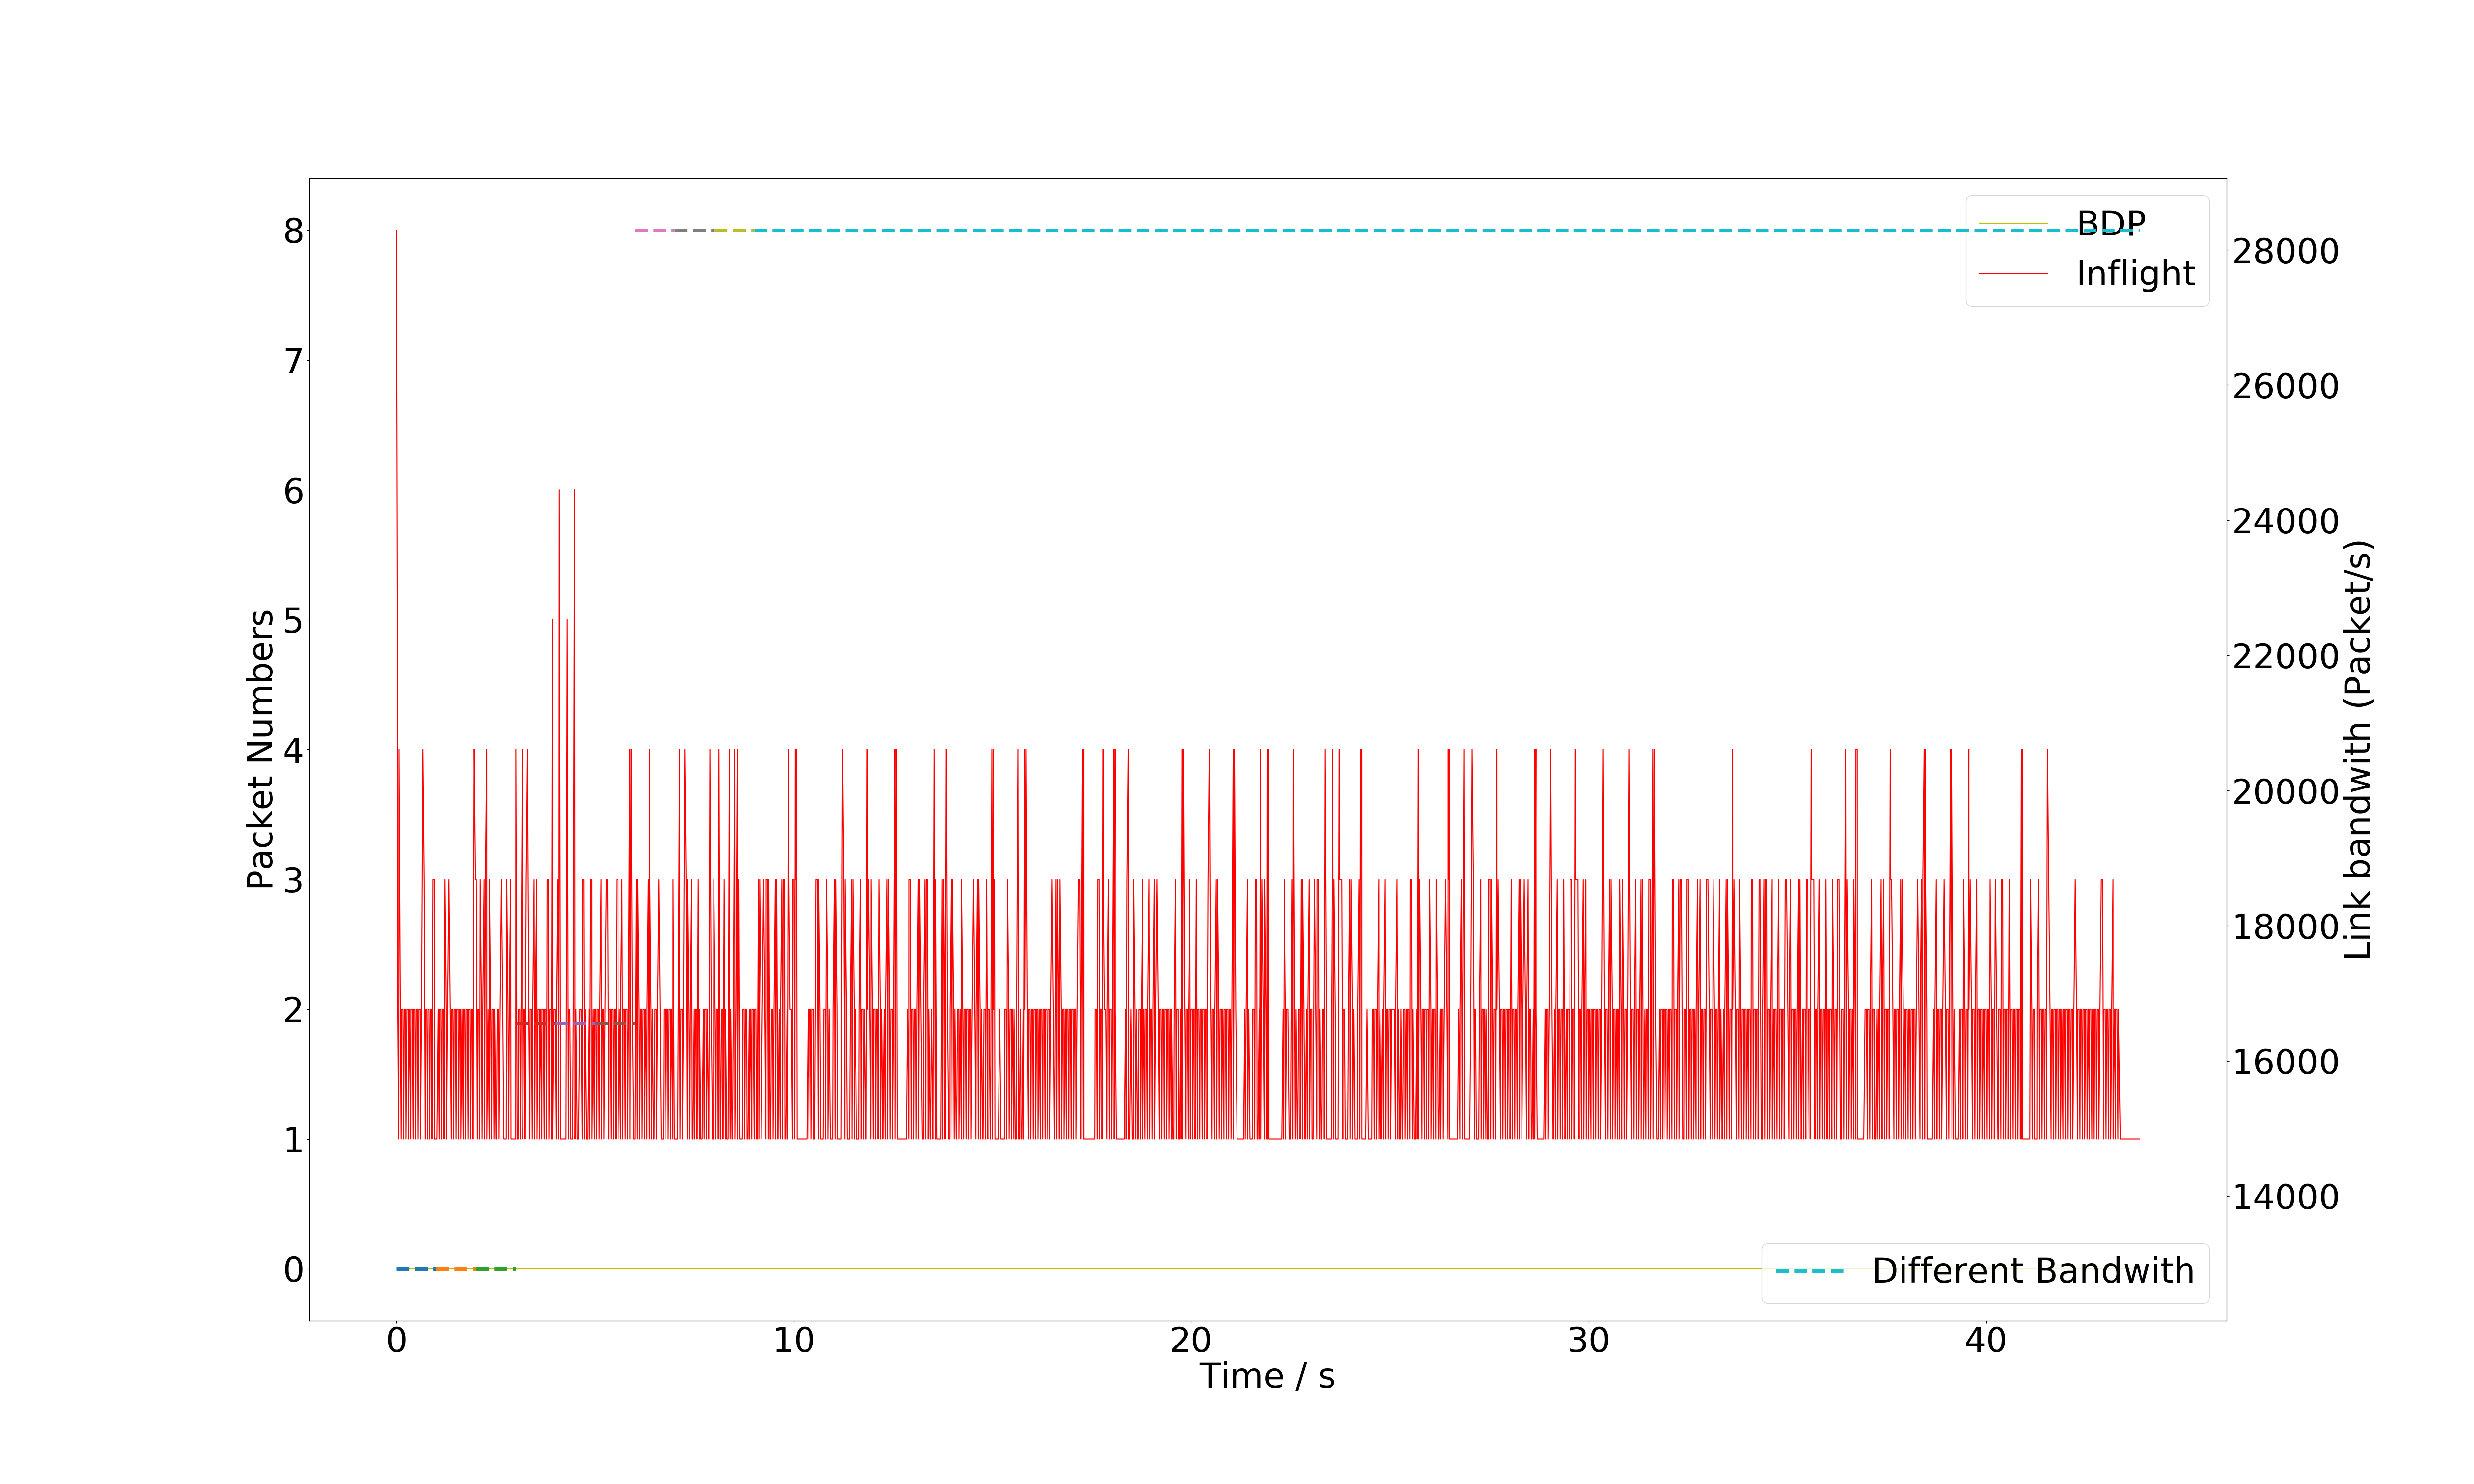 BDP
Inflight
8
7
6
5
4
3
2
1
0
Packet Numbers
28000
26000
24000
22000
20000
18000
16000
14000
Link bandwith (Packet/s)
Different Bandwith
0 10 20 30 40
Time / s